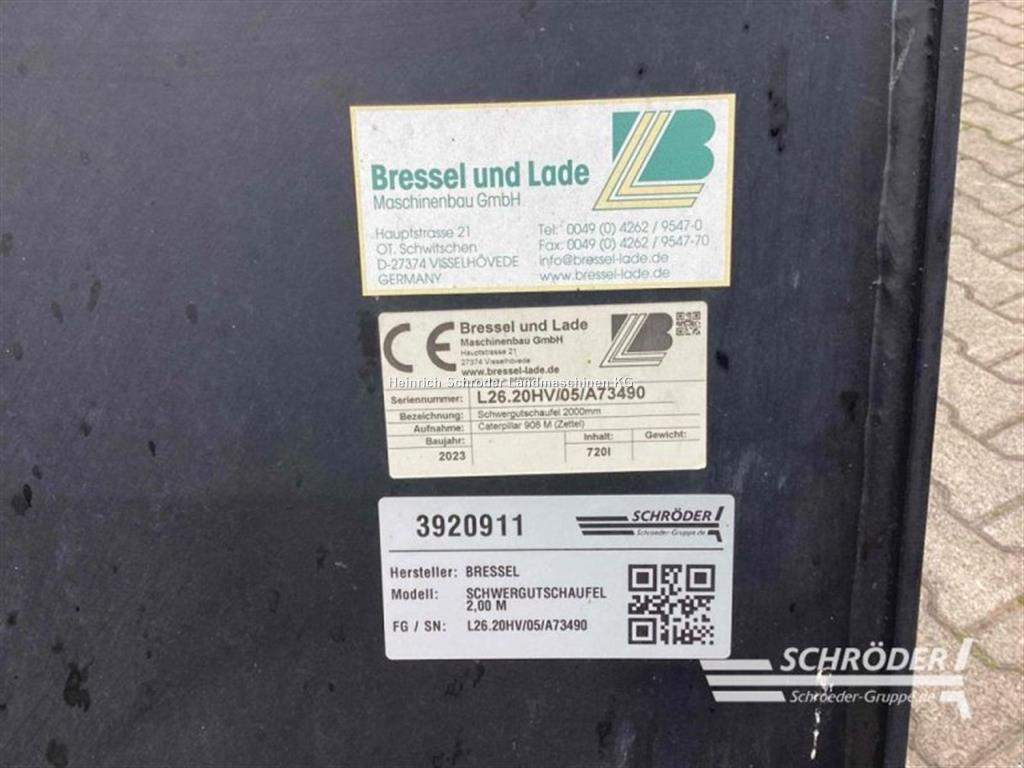 Bressel und Lade
Maschinenbau GmbH
Hauptstrasse 21
OT. Schwitschen
D-27374 VISSELHÖVEDE
GERMANY
Tel: 0049 (0) 4262 / 9547-0
Fax: 0049 (0) 4262 / 9547-70
info@bressel-lade.de
www.bressel-lade.de
LB
CE
Bressel und Lade
Maschinenbau GmbH
Hauptstrasse 21
27374 Visselhövede
www.bressel-lade.de
LB
Heinrich Schröder Landmaschinen KG
Seriennummer: L26.20HV/05/A73490
Bezeichnung: Schwergutschaufel 2000mm
Aufnahme: Caterpillar 906 M (Zettel)
Baujahr: Inhalt: Gewicht:
2023 720l
3920911
SCHRÖDER
Schroeder-Gruppe.de
Hersteller: BRESSEL
Modell: SCHWERGUTSCHAUFEL
2,00 M
FG / SN: L26.20HV/05/A73490
SCHRÖDER
Schroeder-Gruppe.de